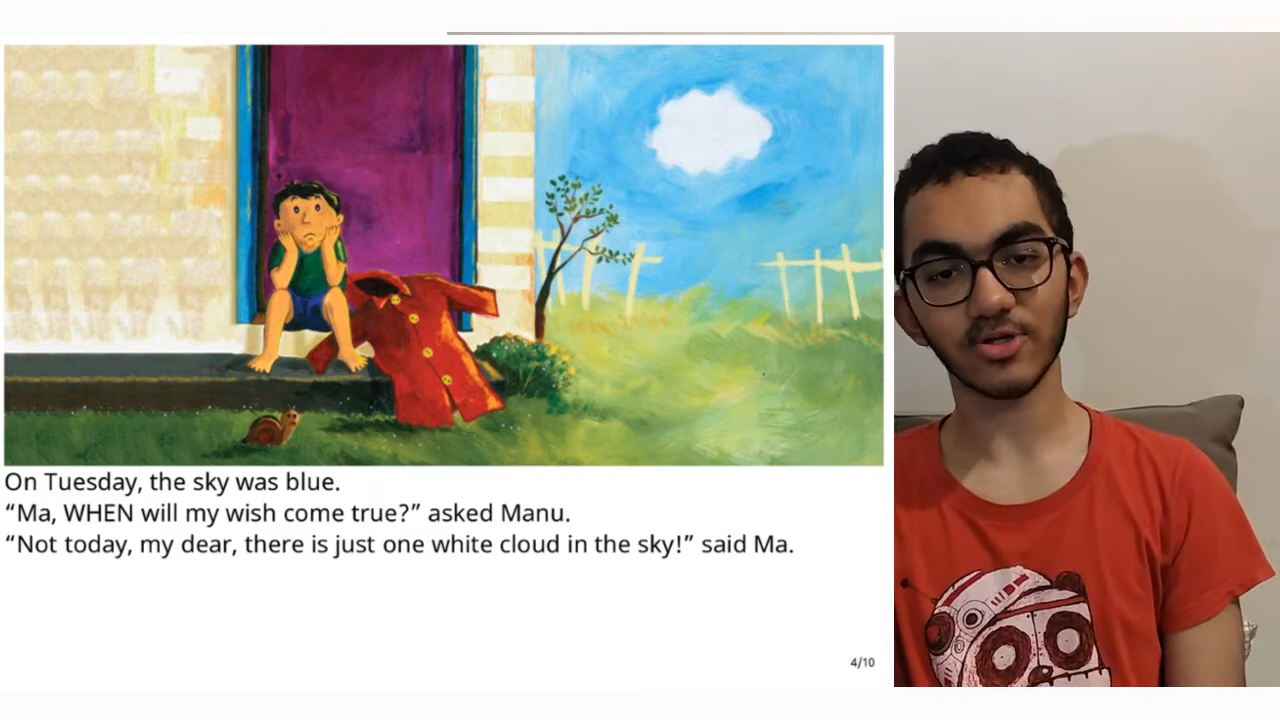 On Tuesday, the sky was blue.
“Ma, WHEN will my wish come true?” asked Manu.
“Not today, my dear, there is just one white cloud in the sky!” said Ma.
4/10